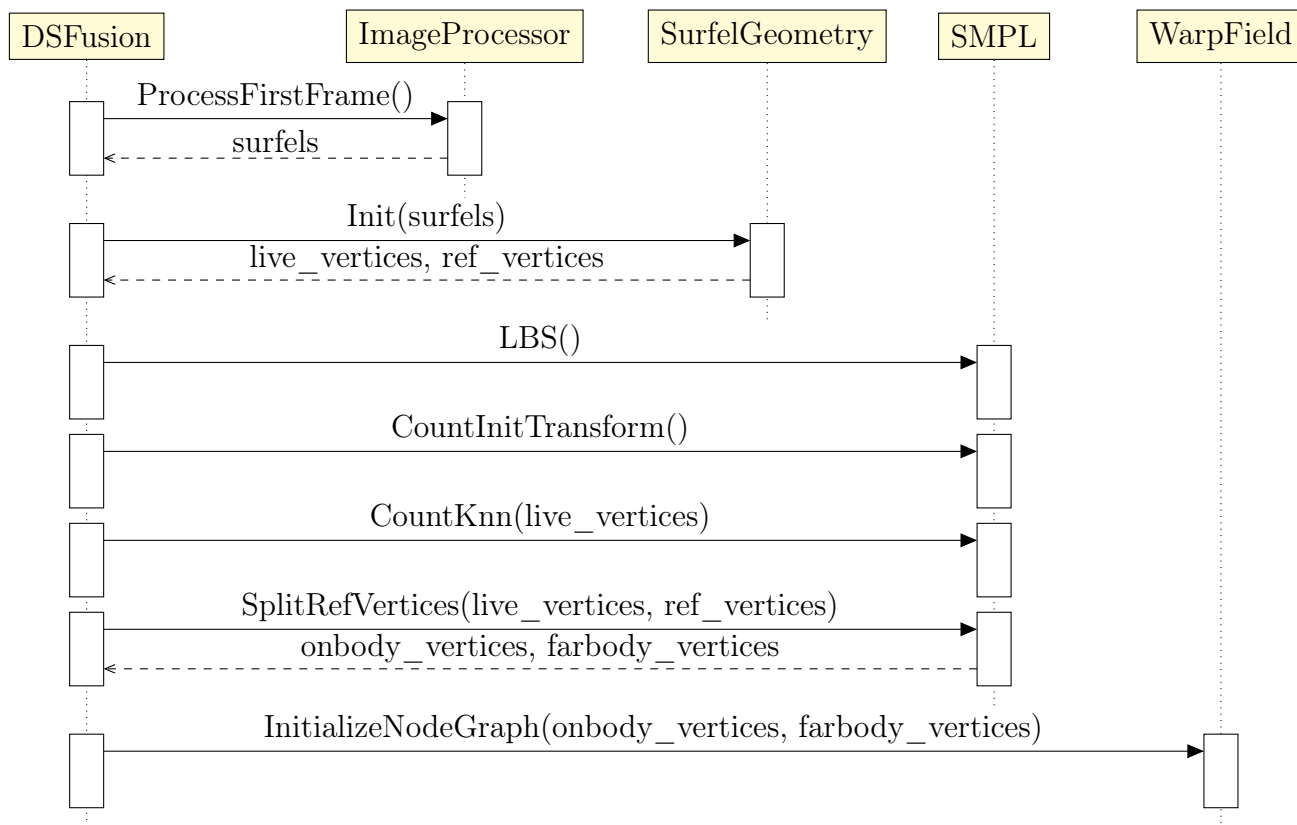 DSFusion
ImageProcessor
SurfelGeometry
SMPL
WarpField
ProcessFirstFrame()
surfels
Init(surfels)
live_vertices, ref_vertices
LBS()
CountInitTransform()
CountKnn(live_vertices)
SplitRefVertices(live_vertices, ref_vertices)
onbody_vertices, farbody_vertices
InitializeNodeGraph(onbody_vertices, farbody_vertices)